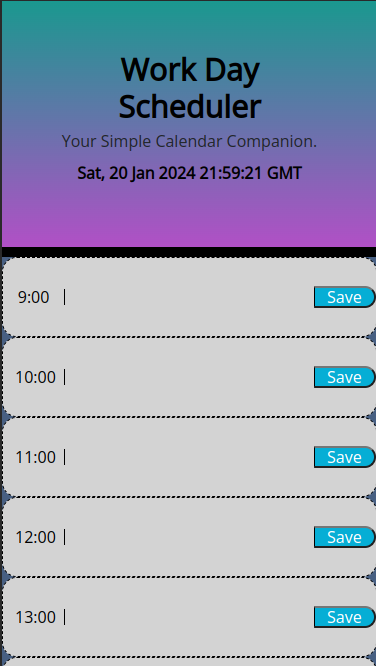 Work Day
Scheduler
Your Simple Calendar Companion.
Sat, 20 Jan 2024 21:59:21 GMT
9:00 Save
10:00 Save
11:00 Save
12:00 Save
13:00 Save